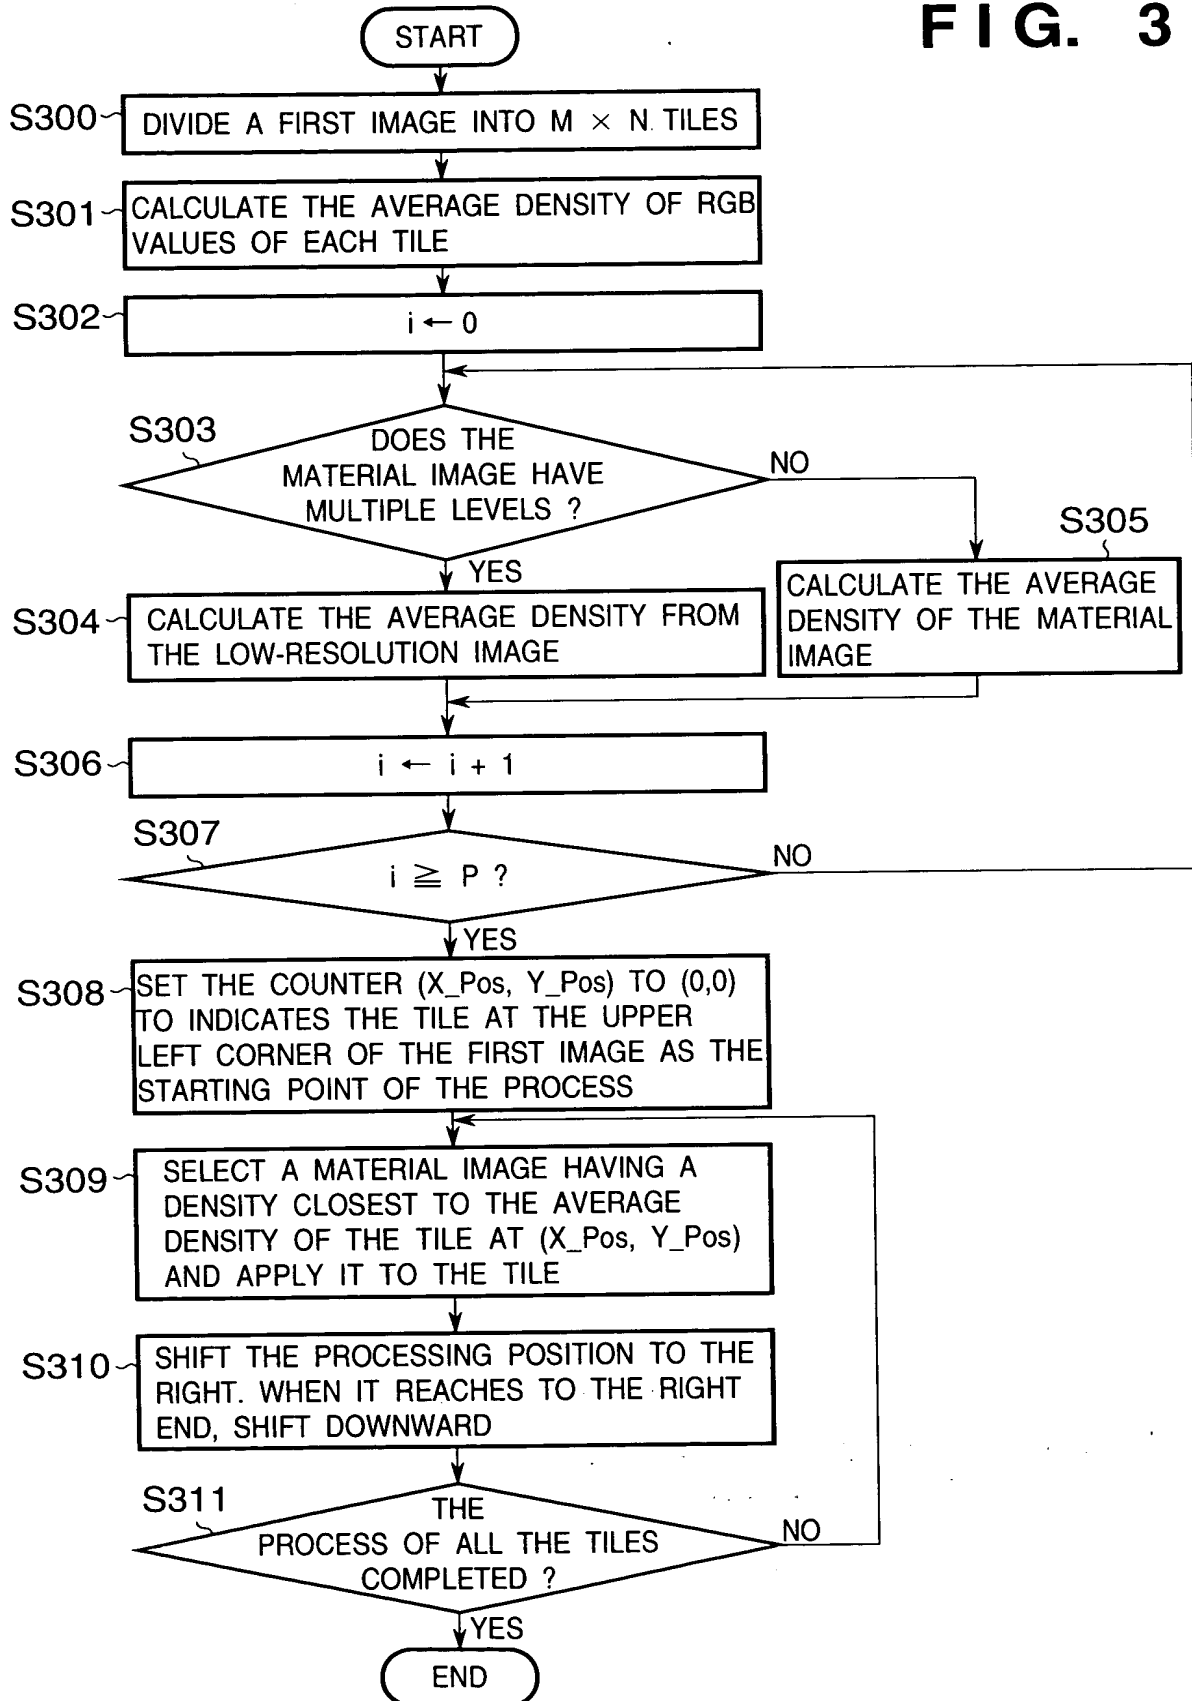 FIG. 3
START
S300
DIVIDE A FIRST IMAGE INTO M × N TILES
S301
CALCULATE THE AVERAGE DENSITY OF RGB
VALUES OF EACH TILE
S302
i ← 0
S303
DOES THE
MATERIAL IMAGE HAVE
MULTIPLE LEVELS ?
NO
YES
S304
CALCULATE THE AVERAGE DENSITY FROM
THE LOW-RESOLUTION IMAGE
S305
CALCULATE THE AVERAGE
DENSITY OF THE MATERIAL
IMAGE
S306
i ← i + 1
S307
i ≧ P ?
NO
YES
S308
SET THE COUNTER (X_Pos, Y_Pos) TO (0,0)
TO INDICATES THE TILE AT THE UPPER
LEFT CORNER OF THE FIRST IMAGE AS THE
STARTING POINT OF THE PROCESS
S309
SELECT A MATERIAL IMAGE HAVING A
DENSITY CLOSEST TO THE AVERAGE
DENSITY OF THE TILE AT (X_Pos, Y_Pos)
AND APPLY IT TO THE TILE
S310
SHIFT THE PROCESSING POSITION TO THE
RIGHT. WHEN IT REACHES TO THE RIGHT
END, SHIFT DOWNWARD
S311
THE
PROCESS OF ALL THE TILES
COMPLETED ?
NO
YES
END